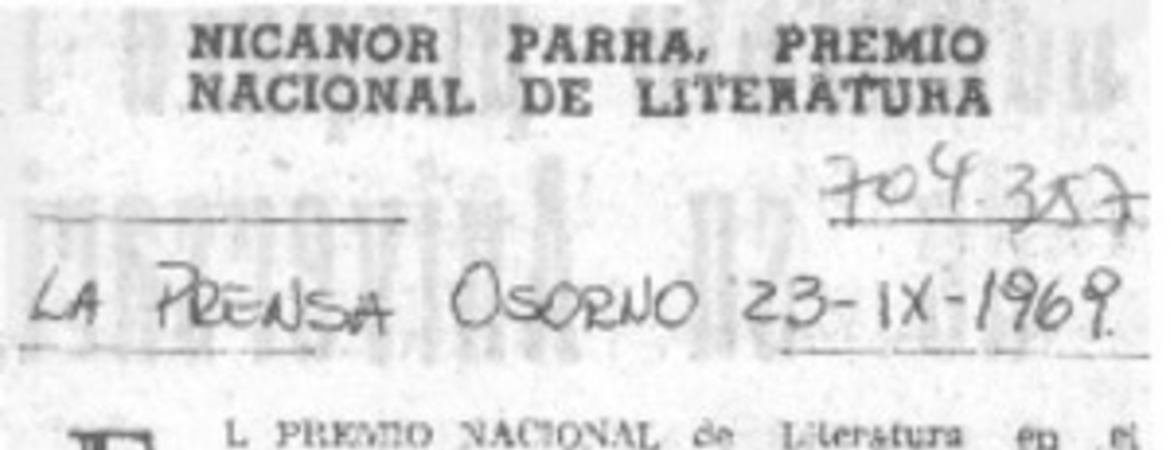 NICANOR PARRA, PREMIO
NACIONAL DE LITERATURA
704.357
LA PRENSA OSORNO 23-IX-1969.
EL PREMIO NACIONAL de Literatura en el